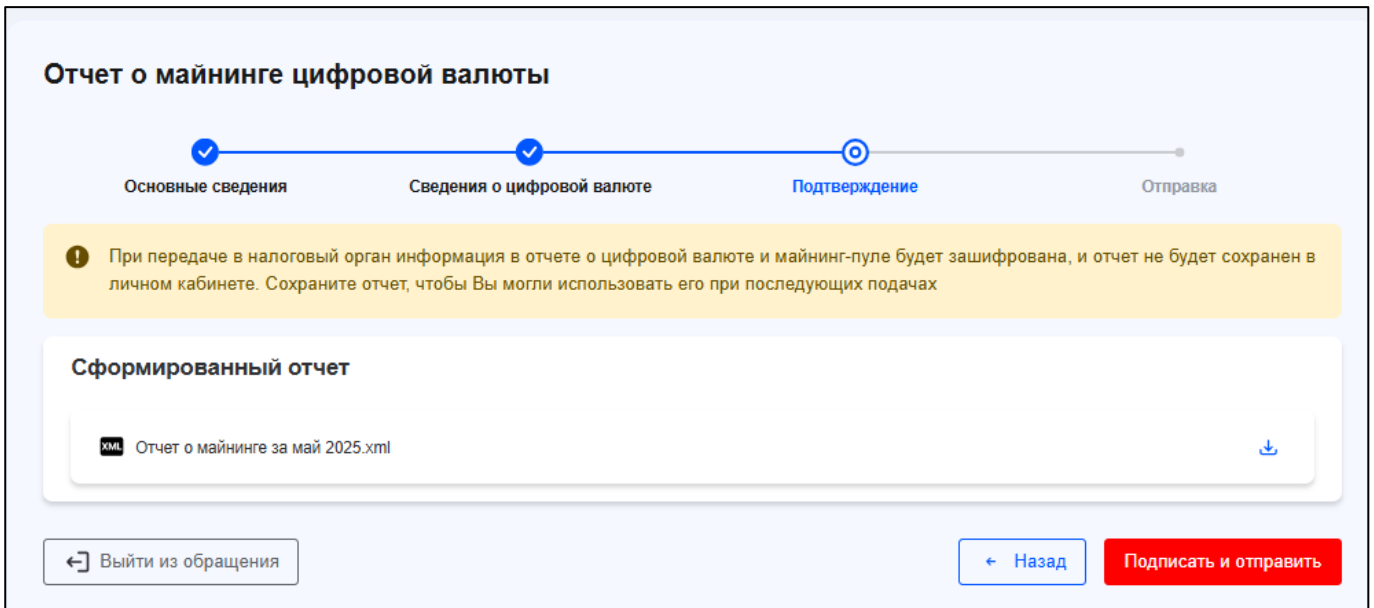 Отчет о майнинге цифровой валюты
Основные сведения
Сведения о цифровой валюте
Подтверждение
Отправка
При передаче в налоговый орган информация в отчете о цифровой валюте и майнинг-пуле будет зашифрована, и отчет не будет сохранен в
личном кабинете. Сохраните отчет, чтобы Вы могли использовать его при последующих подачах
Сформированный отчет
XML Отчет о майнинге за май 2025.xml
Выйти из обращения
Назад
Подписать и отправить